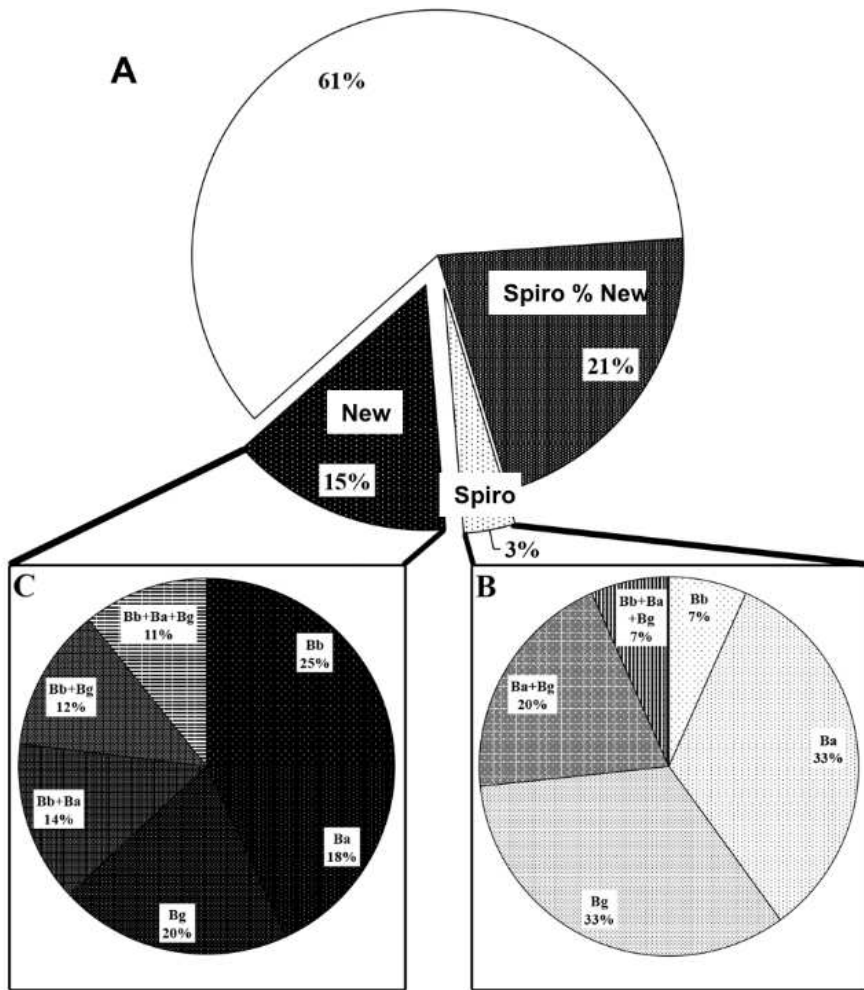 A
61%
Spiro % New
21%
New
15%
Spiro
3%
C
Bb+Ba+Bg
11%
Bb
25%
Bb+Bg
12%
Bb+Ba
14%
Ba
18%
Bg
20%
B
Bb+Ba
+Bg
7%
Bb
7%
Ba+Bg
20%
Ba
33%
Bg
33%